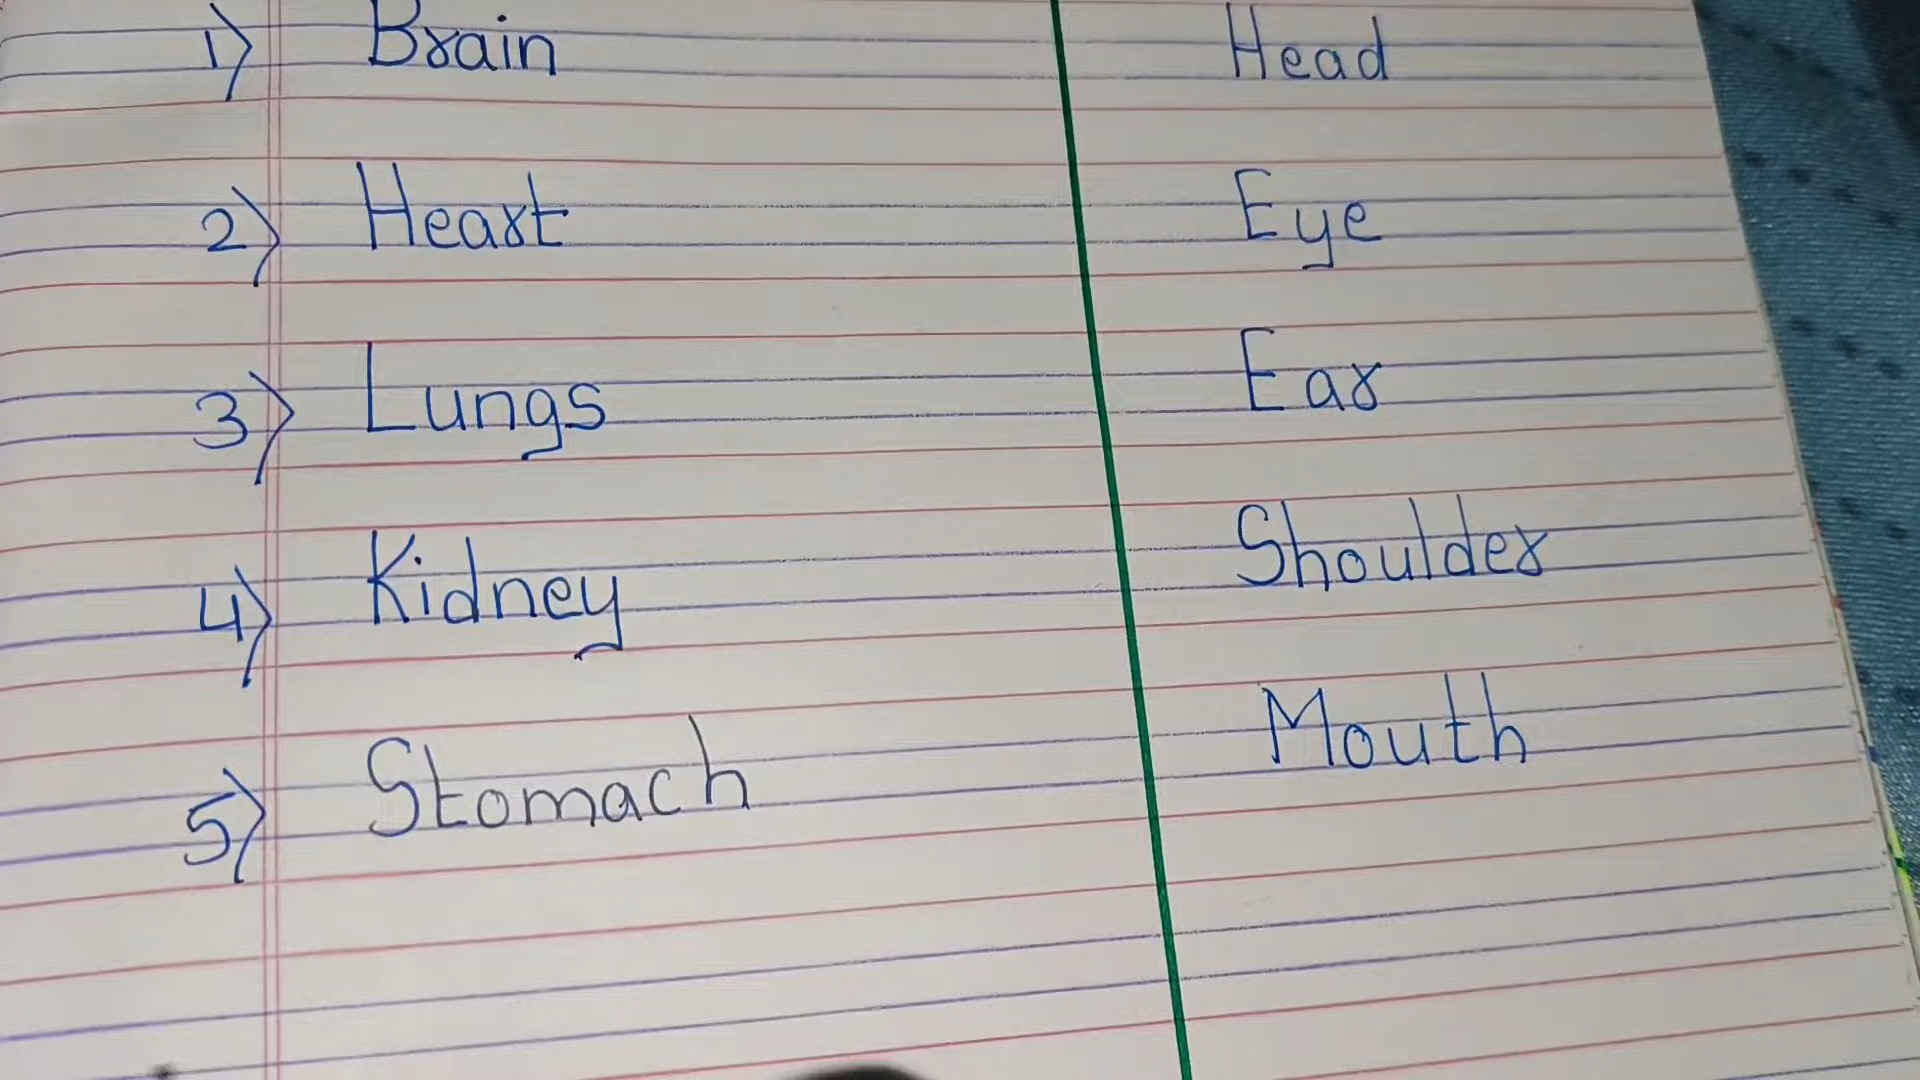 1) Brain Head
2) Heart Eye
3) Lungs Ear
4) Kidney Shoulder
5) Stomach Mouth